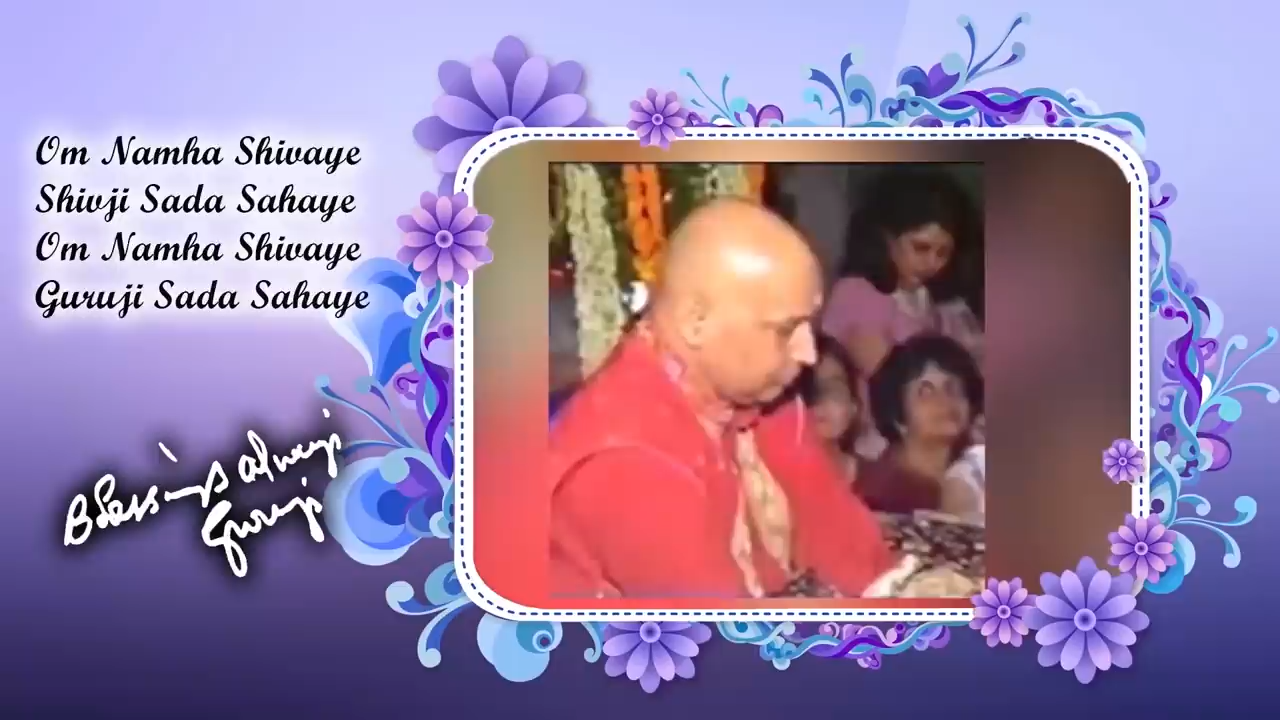 Om Namha Shivaye
Shivji Sada Sahaye
Om Namha Shivaye
Guruji Sada Sahaye
Blessings always
Guruji